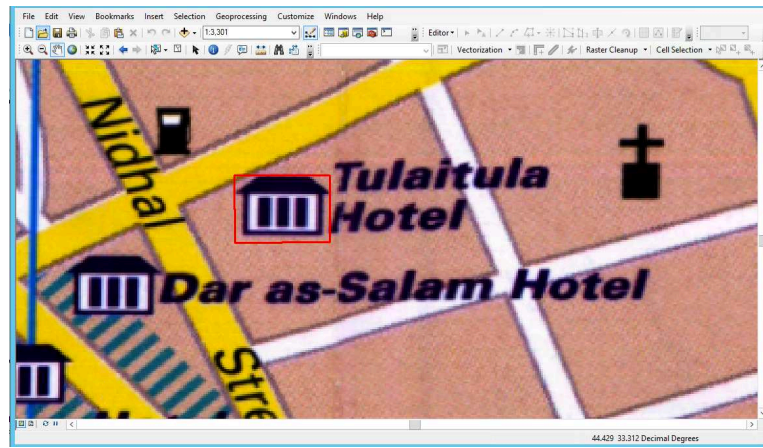 File Edit View Bookmarks Insert Selection Geoprocessing Customize Windows Help
1:3,301 Editor
Vectorization Raster Cleanup Cell Selection
Nidhal
Tulaitula
Hotel
Dar as-Salam Hotel
Stre
44.429 33.312 Decimal Degrees